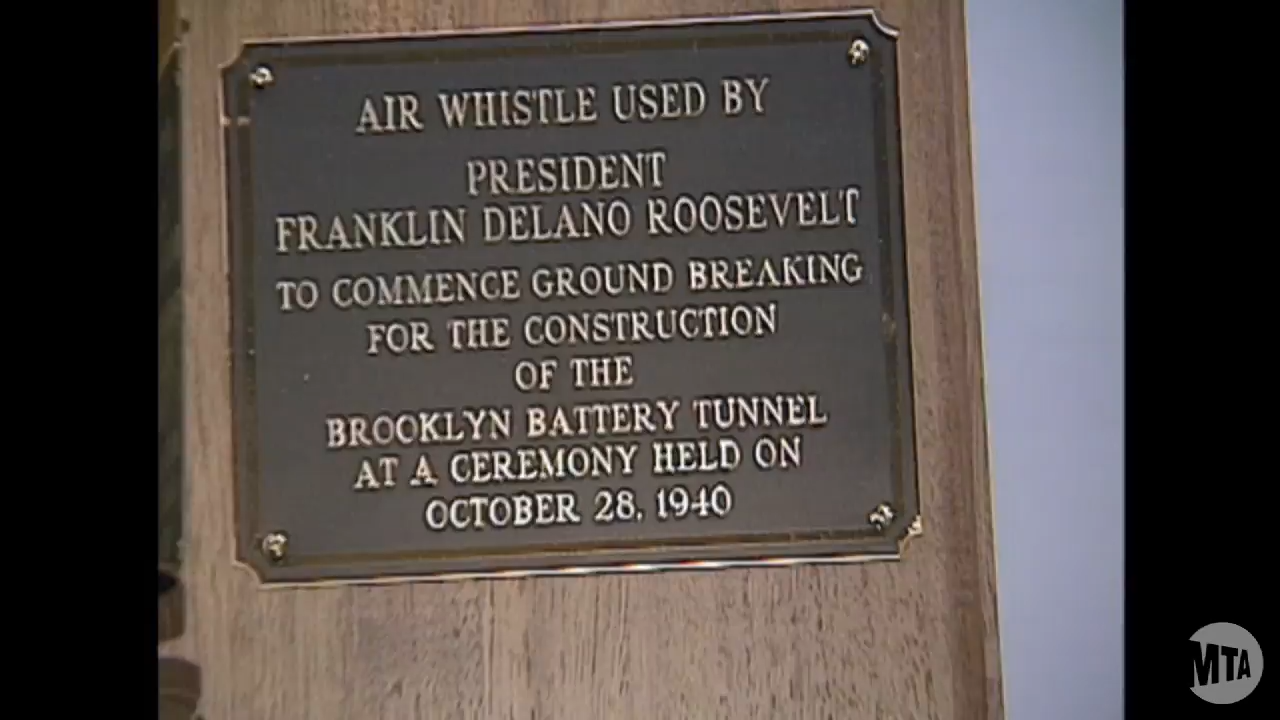 AIR WHISTLE USED BY
PRESIDENT
FRANKLIN DELANO ROOSEVELT
TO COMMENCE GROUND BREAKING
FOR THE CONSTRUCTION
OF THE
BROOKLYN BATTERY TUNNEL
AT A CEREMONY HELD ON
OCTOBER 28, 1940
MTA